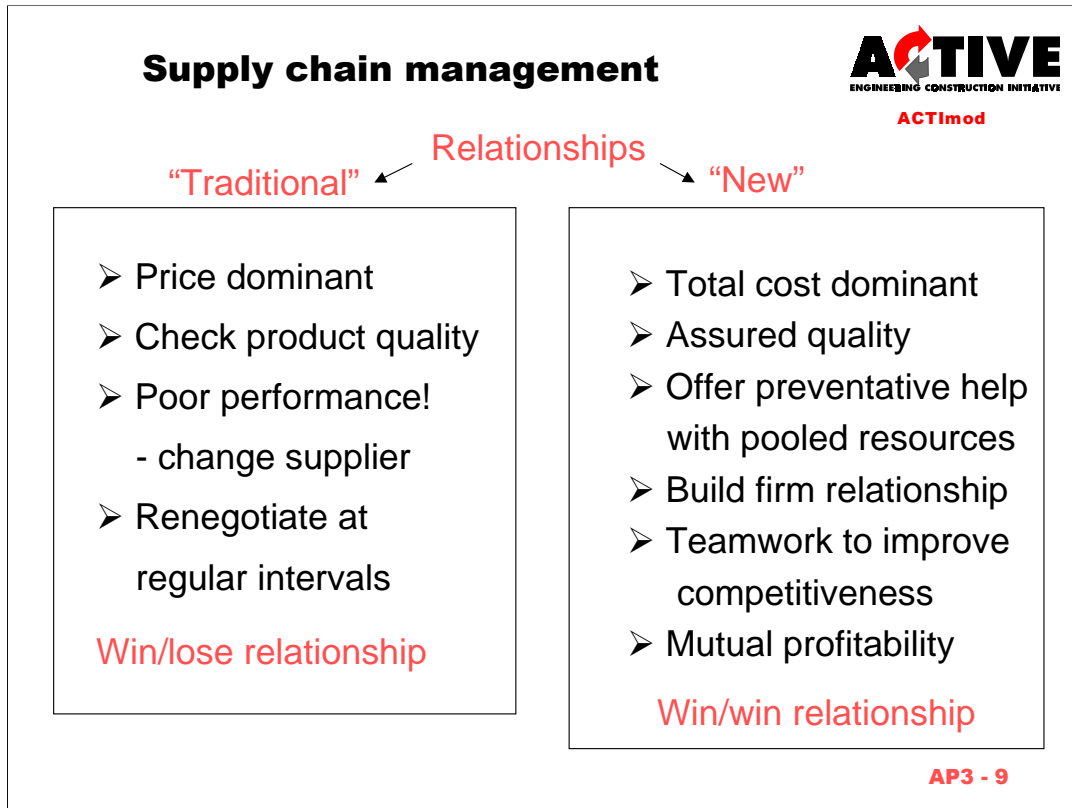 Supply chain management
ACTIVE
ENGINEERING CONSTRUCTION INITIATIVE
ACTImod
Relationships
“Traditional”
“New”
➢ Price dominant
➢ Check product quality
➢ Poor performance!
- change supplier
➢ Renegotiate at
regular intervals
Win/lose relationship
➢ Total cost dominant
➢ Assured quality
➢ Offer preventative help
with pooled resources
➢ Build firm relationship
➢ Teamwork to improve
competitiveness
➢ Mutual profitability
Win/win relationship
AP3 - 9